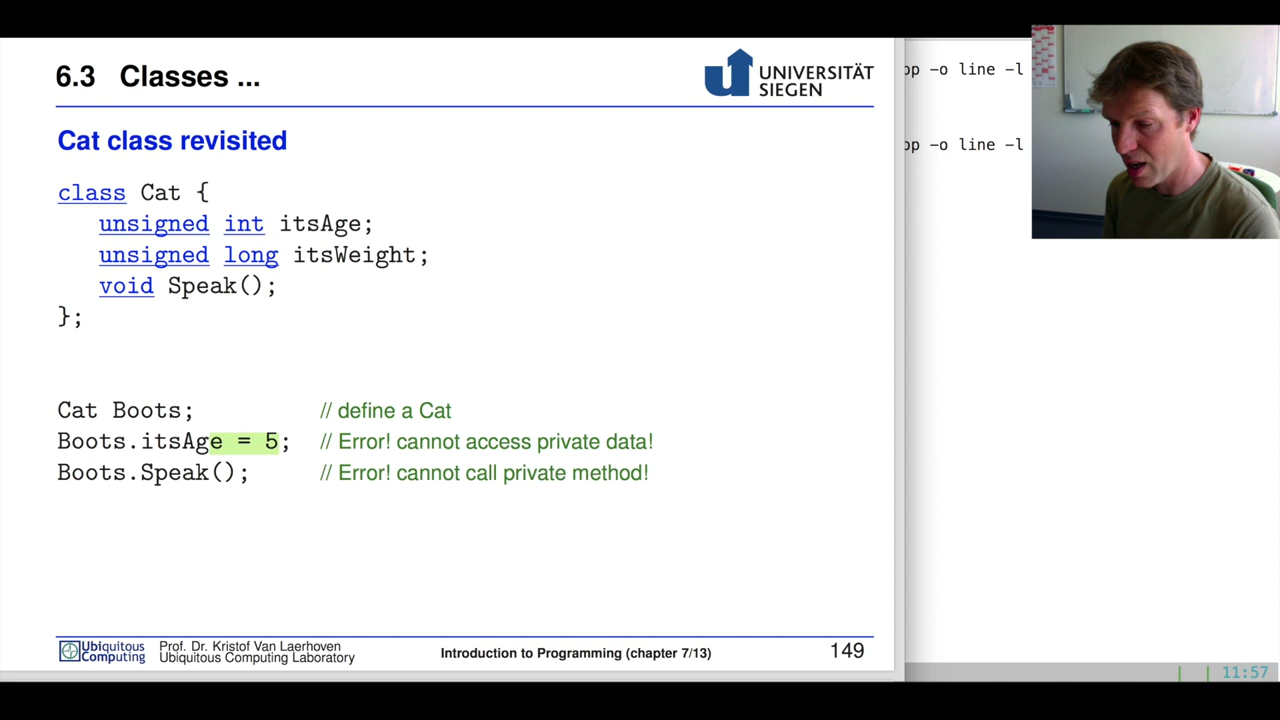 6.3 Classes ...
UNIVERSITÄT
SIEGEN
Cat class revisited
class Cat {
unsigned int itsAge;
unsigned long itsWeight;
void Speak();
};
Cat Boots; // define a Cat
Boots.itsAge = 5; // Error! cannot access private data!
Boots.Speak(); // Error! cannot call private method!
Ubiquitous
Computing
Prof. Dr. Kristof Van Laerhoven
Ubiquitous Computing Laboratory
Introduction to Programming (chapter 7/13)
149
pp -o line -l
pp -o line -l
11:57